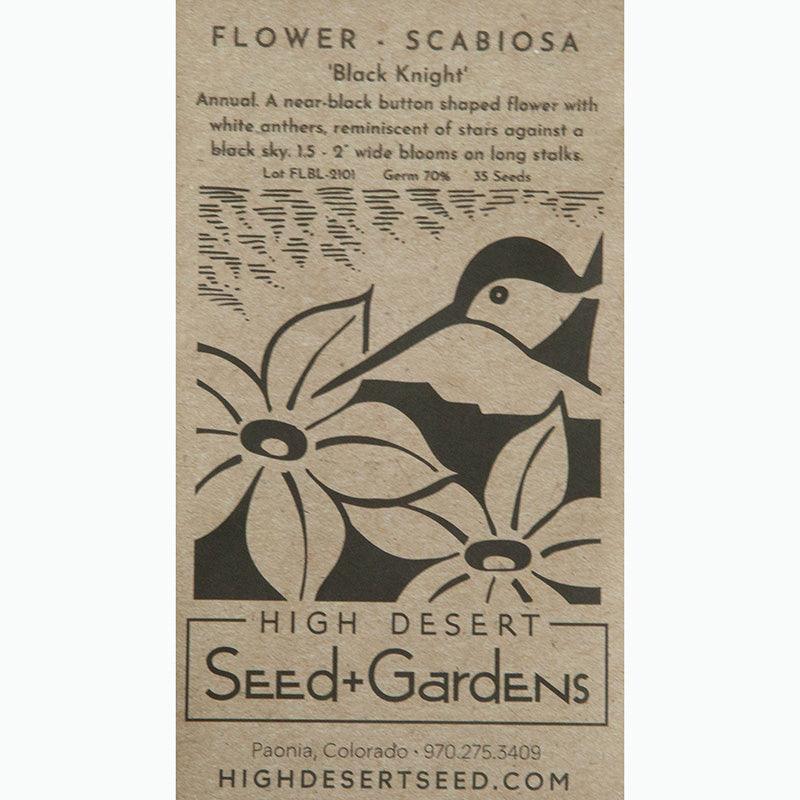 FLOWER - SCABIOSA
'Black Knight'
Annual. A near-black button shaped flower with
white anthers, reminiscent of stars against a
black sky. 1.5 - 2" wide blooms on long stalks.
Lot FLBL-2101 Germ 70% 35 Seeds
HIGH DESERT
SEEd+GardENS
Paonia, Colorado • 970.275.3409
HIGHDESERTSEED.COM